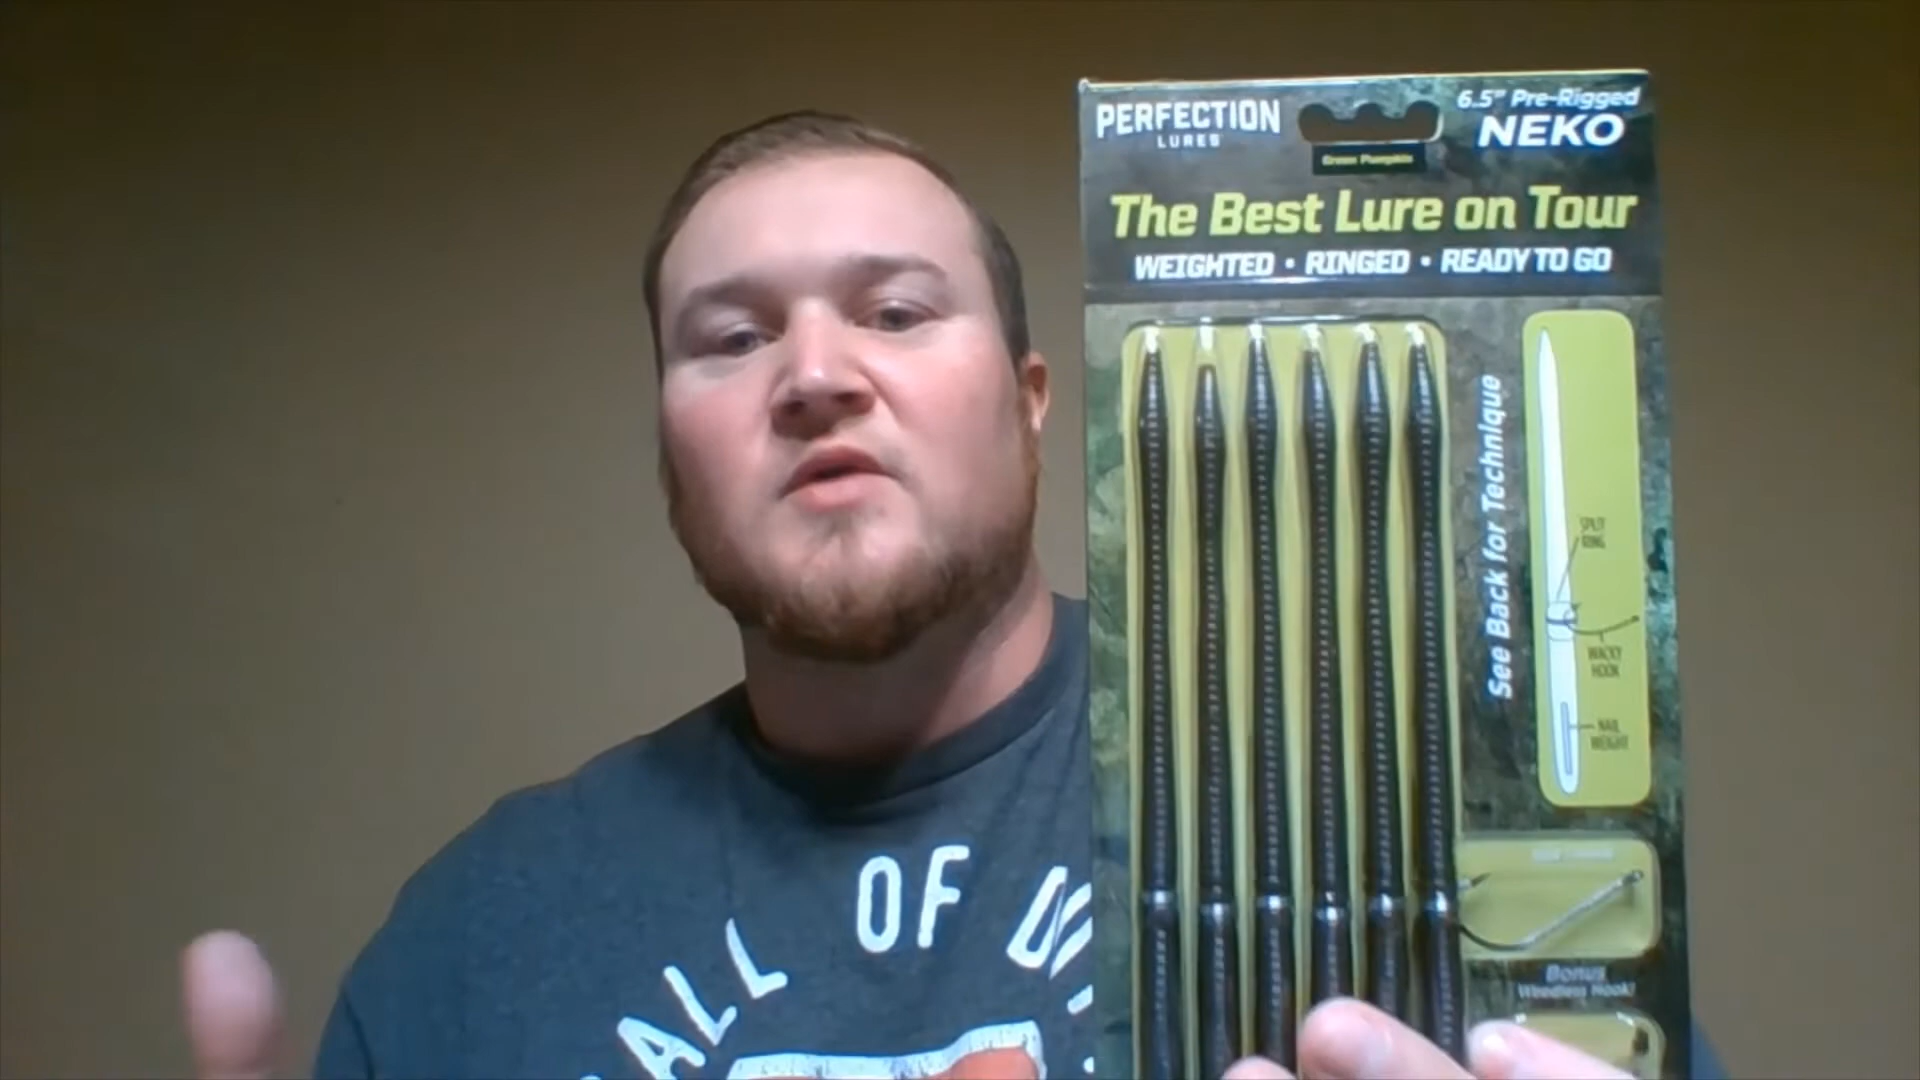 PERFECTION
LURES
6.5" Pre-Rigged
NEKO
Green Pumpkin
The Best Lure on Tour
WEIGHTED • RINGED • READY TO GO
See Back for Technique
SPLIT
RING
WACKY
HOOK
NAIL
WEIGHT
Bonus
Weedless Hook!
ALL OF